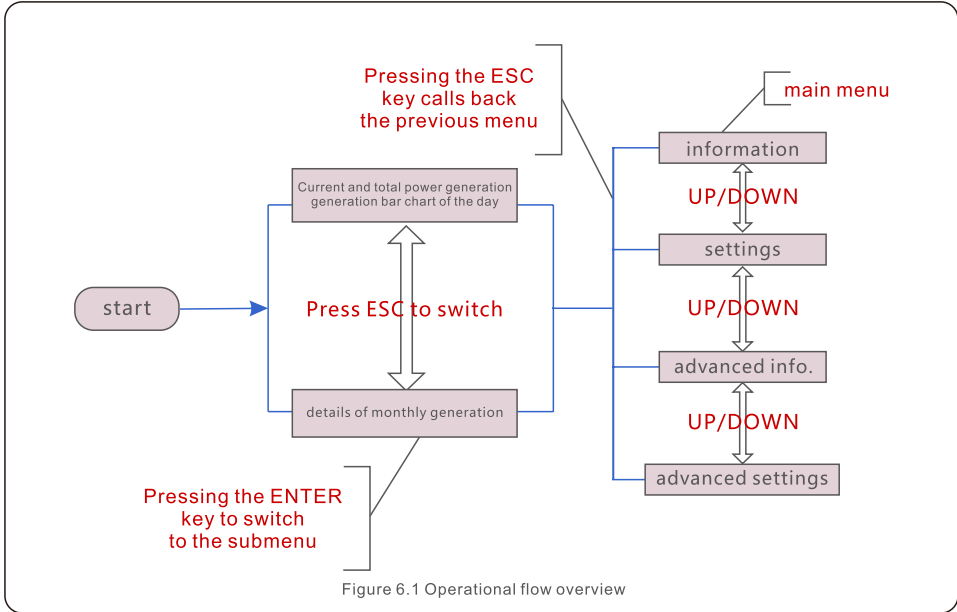 Pressing the ESC
key calls back
the previous menu
main menu
information
UP/DOWN
settings
UP/DOWN
advanced info.
UP/DOWN
advanced settings
Current and total power generation
generation bar chart of the day
start
Press ESC to switch
details of monthly generation
Pressing the ENTER
key to switch
to the submenu
Figure 6.1 Operational flow overview